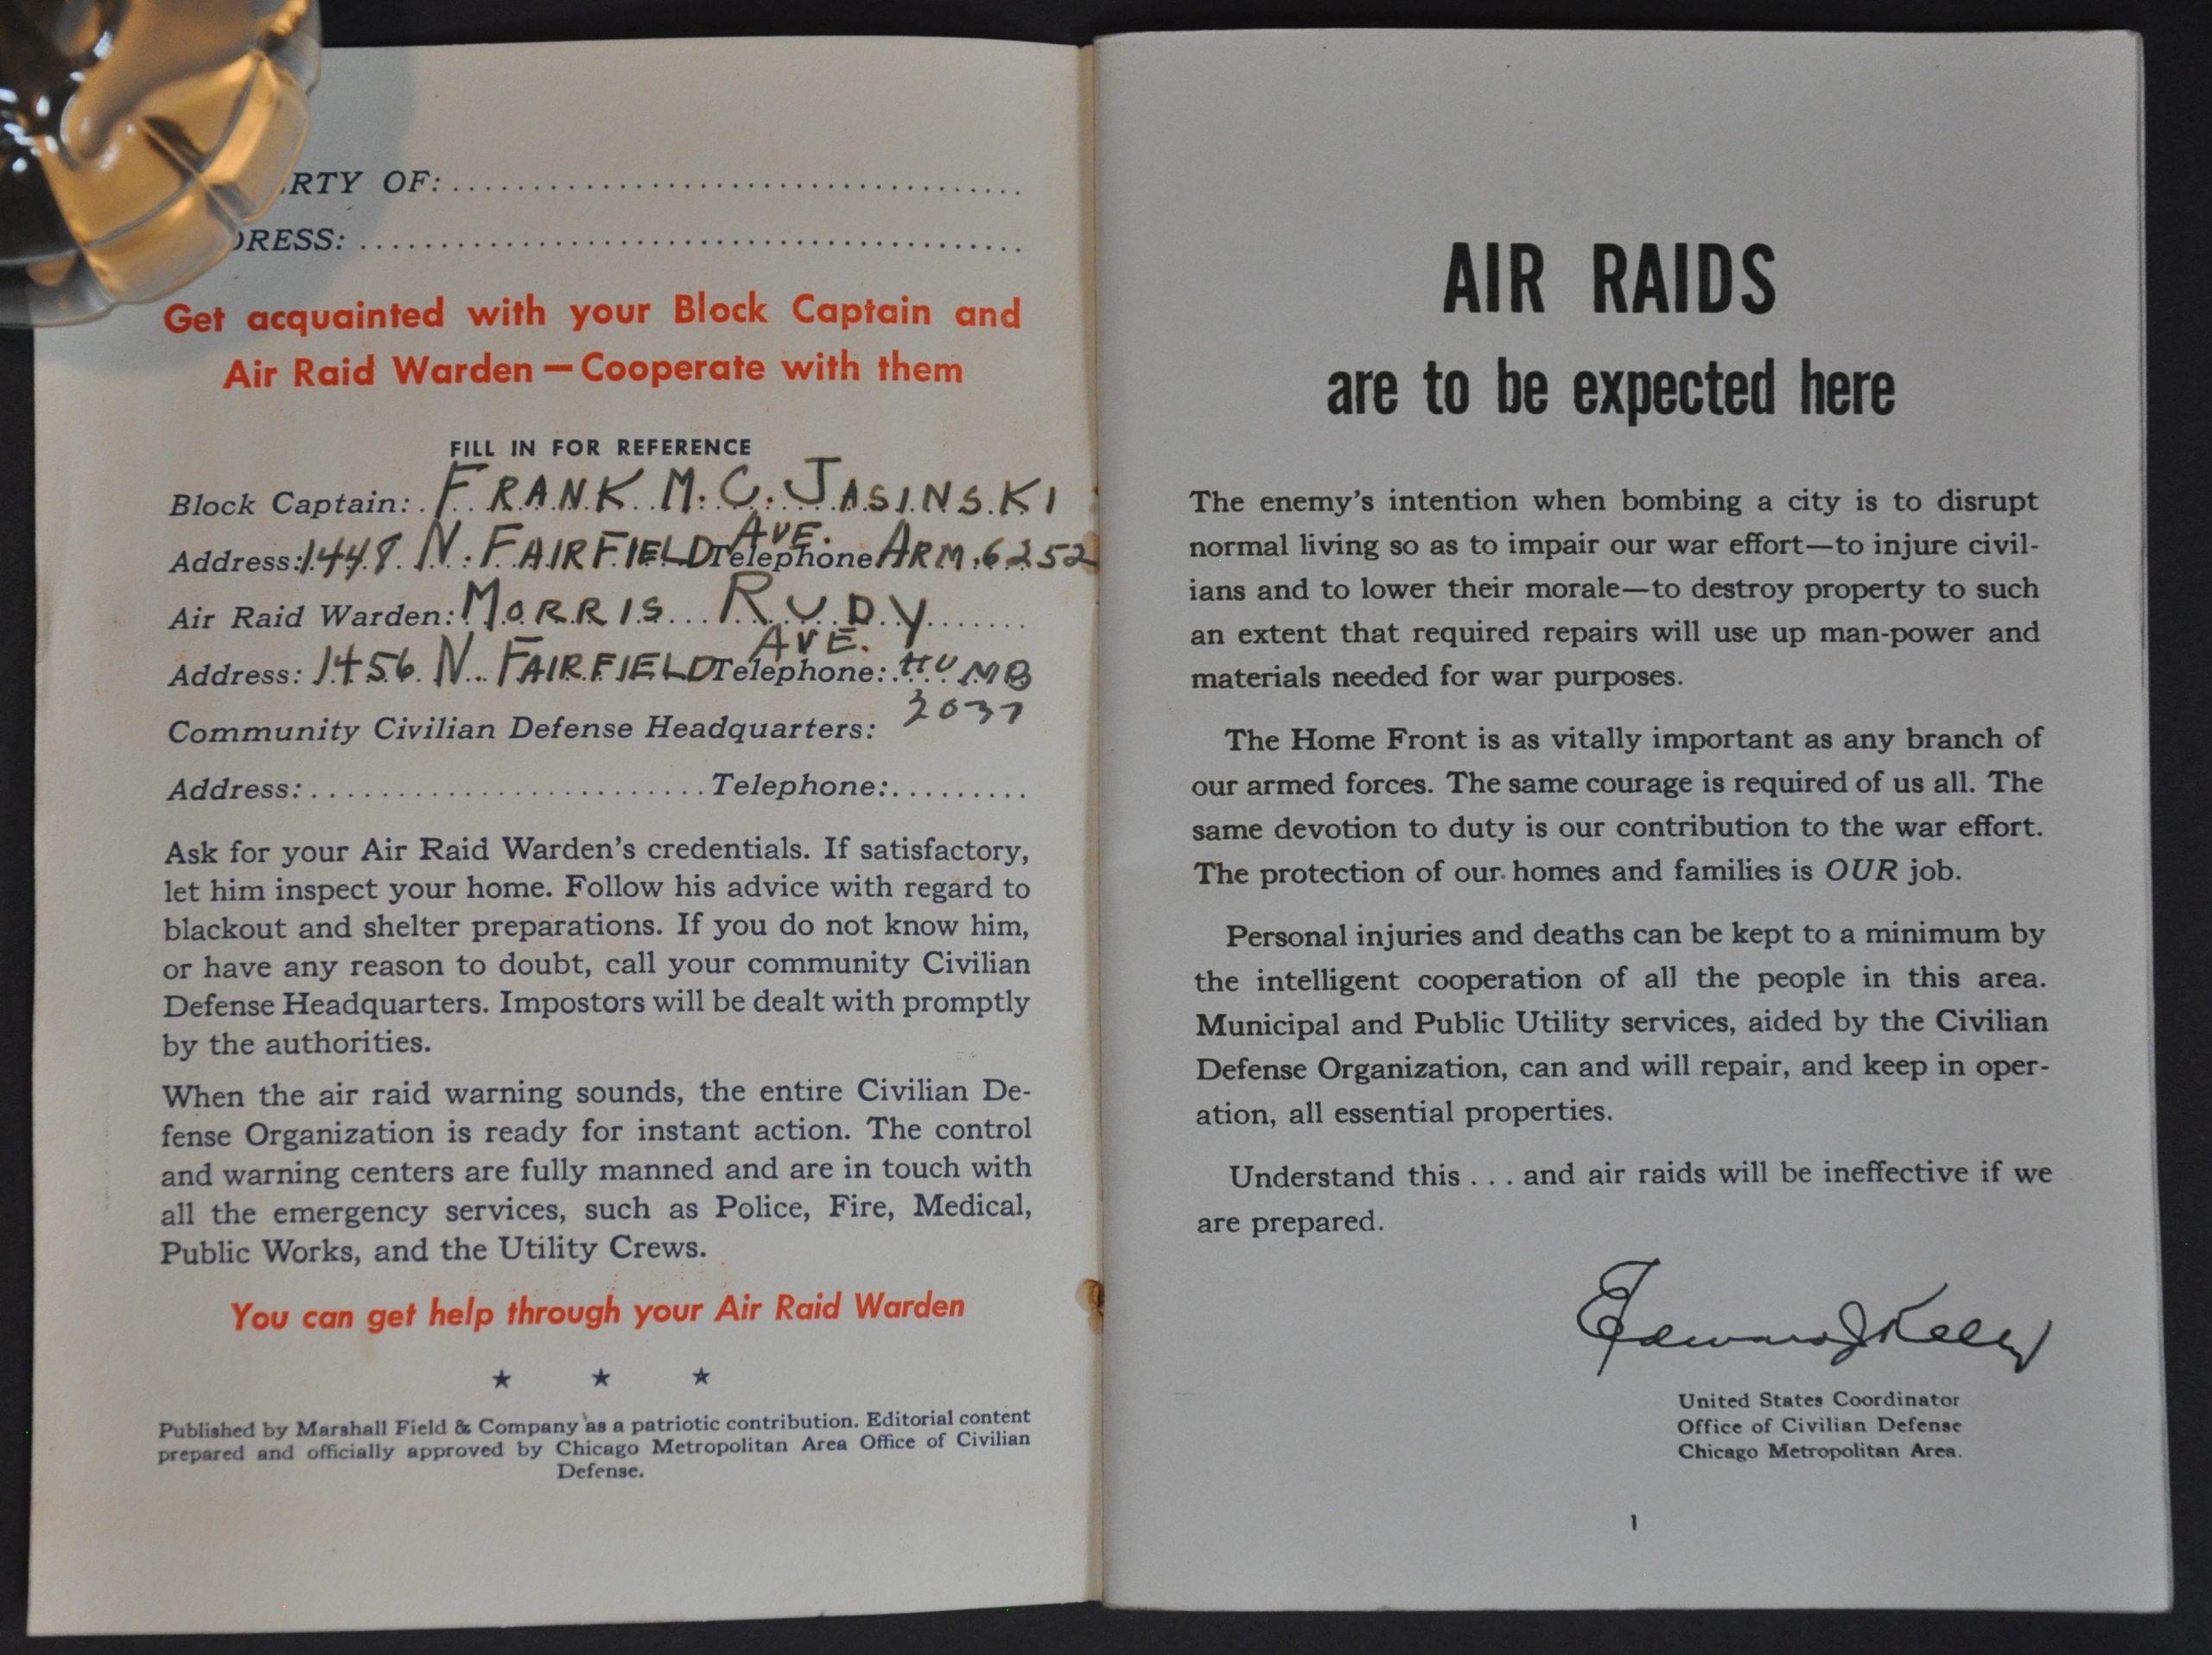 RTY OF:
RESS:
Get acquainted with your Block Captain and
Air Raid Warden — Cooperate with them
FILL IN FOR REFERENCE
Block Captain: FRANK M. C. JASINSKI
Address: 1448 N. FAIRFIELD AVE. Telephone ARM. 6252
Air Raid Warden: MORRIS RUDY
Address: 1456 N. FAIRFIELD AVE. Telephone: HUMB
2037
Community Civilian Defense Headquarters:
Address: Telephone:
Ask for your Air Raid Warden's credentials. If satisfactory,
let him inspect your home. Follow his advice with regard to
blackout and shelter preparations. If you do not know him,
or have any reason to doubt, call your community Civilian
Defense Headquarters. Impostors will be dealt with promptly
by the authorities.
When the air raid warning sounds, the entire Civilian De-
fense Organization is ready for instant action. The control
and warning centers are fully manned and are in touch with
all the emergency services, such as Police, Fire, Medical,
Public Works, and the Utility Crews.
You can get help through your Air Raid Warden
★ ★ ★
Published by Marshall Field & Company as a patriotic contribution. Editorial content
prepared and officially approved by Chicago Metropolitan Area Office of Civilian
Defense.
AIR RAIDS
are to be expected here
The enemy's intention when bombing a city is to disrupt
normal living so as to impair our war effort—to injure civil-
ians and to lower their morale—to destroy property to such
an extent that required repairs will use up man-power and
materials needed for war purposes.
The Home Front is as vitally important as any branch of
our armed forces. The same courage is required of us all. The
same devotion to duty is our contribution to the war effort.
The protection of our homes and families is OUR job.
Personal injuries and deaths can be kept to a minimum by
the intelligent cooperation of all the people in this area.
Municipal and Public Utility services, aided by the Civilian
Defense Organization, can and will repair, and keep in oper-
ation, all essential properties.
Understand this . . . and air raids will be ineffective if we
are prepared.
Edward J Kelly
United States Coordinator
Office of Civilian Defense
Chicago Metropolitan Area.
1